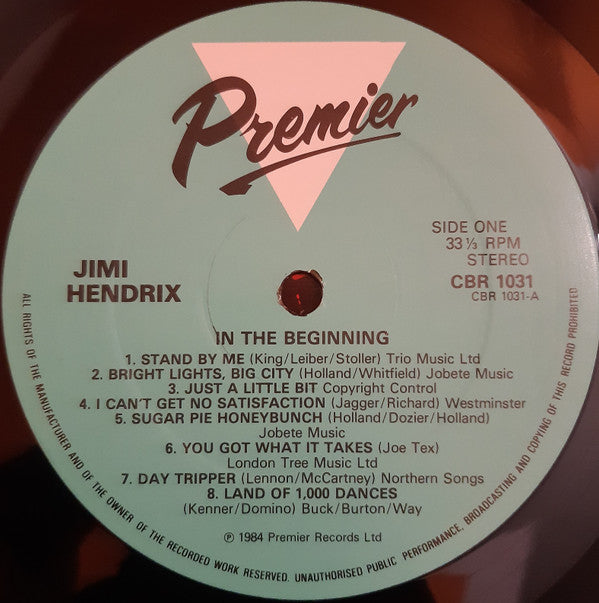 Premier
SIDE ONE
33⅓ RPM
STEREO
CBR 1031
CBR 1031-A
JIMI
HENDRIX
IN THE BEGINNING
1. STAND BY ME (King/Leiber/Stoller) Trio Music Ltd
2. BRIGHT LIGHTS, BIG CITY (Holland/Whitfield) Jobete Music
3. JUST A LITTLE BIT Copyright Control
4. I CAN'T GET NO SATISFACTION (Jagger/Richard) Westminster
5. SUGAR PIE HONEYBUNCH (Holland/Dozier/Holland)
Jobete Music
6. YOU GOT WHAT IT TAKES (Joe Tex)
London Tree Music Ltd
7. DAY TRIPPER (Lennon/McCartney) Northern Songs
8. LAND OF 1,000 DANCES
(Kenner/Domino) Buck/Burton/Way
℗ 1984 Premier Records Ltd
ALL RIGHTS OF THE MANUFACTURER AND OF THE OWNER OF THE RECORDED WORK RESERVED. UNAUTHORISED PUBLIC PERFORMANCE, BROADCASTING AND COPYING OF THIS RECORD PROHIBITED